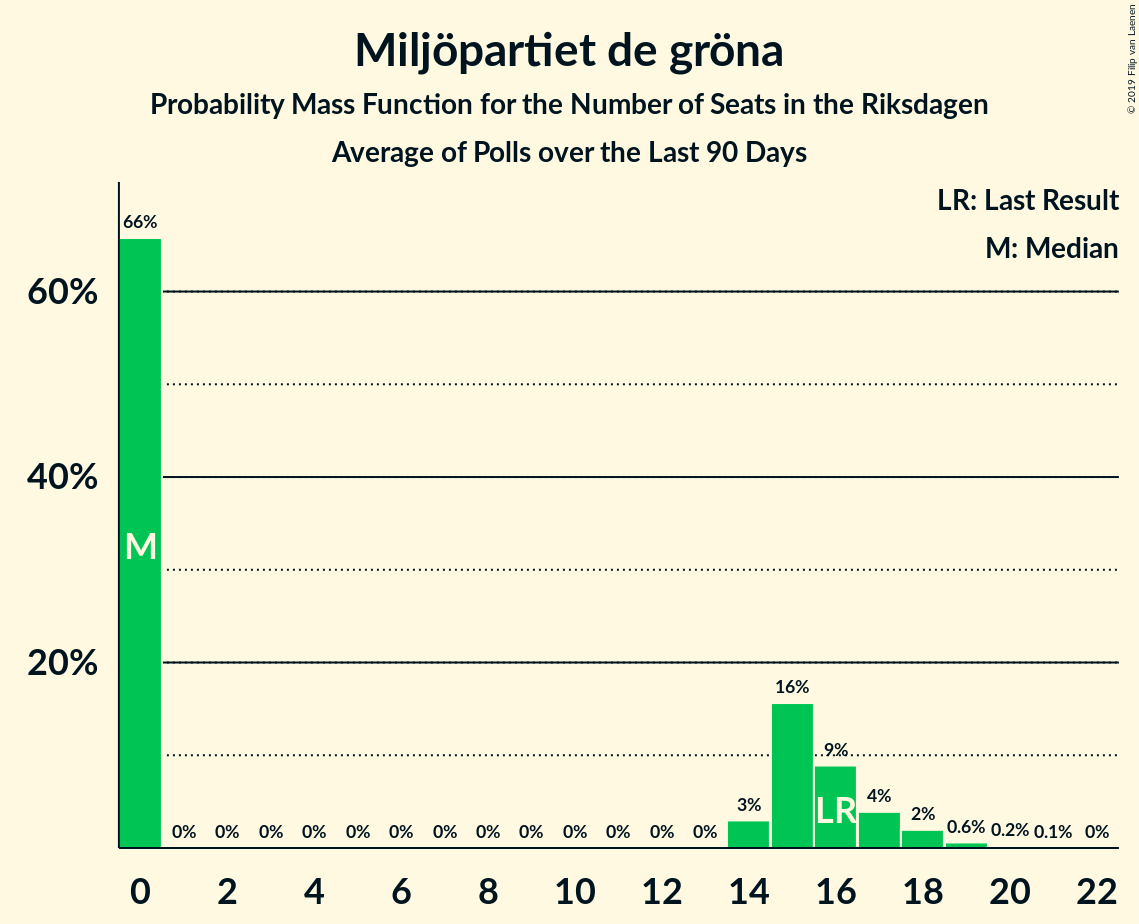 Miljöpartiet de gröna
Probability Mass Function for the Number of Seats in the Riksdagen
Average of Polls over the Last 90 Days
© 2019 Filip van Laenen
LR: Last Result
M: Median
60%
40%
20%
66% 0% 0% 0% 0% 0% 0% 0% 0% 0% 0% 0% 0% 0% 3% 16% 9% 4% 2% 0.6% 0.2% 0.1% 0%
M
LR
0 2 4 6 8 10 12 14 16 18 20 22